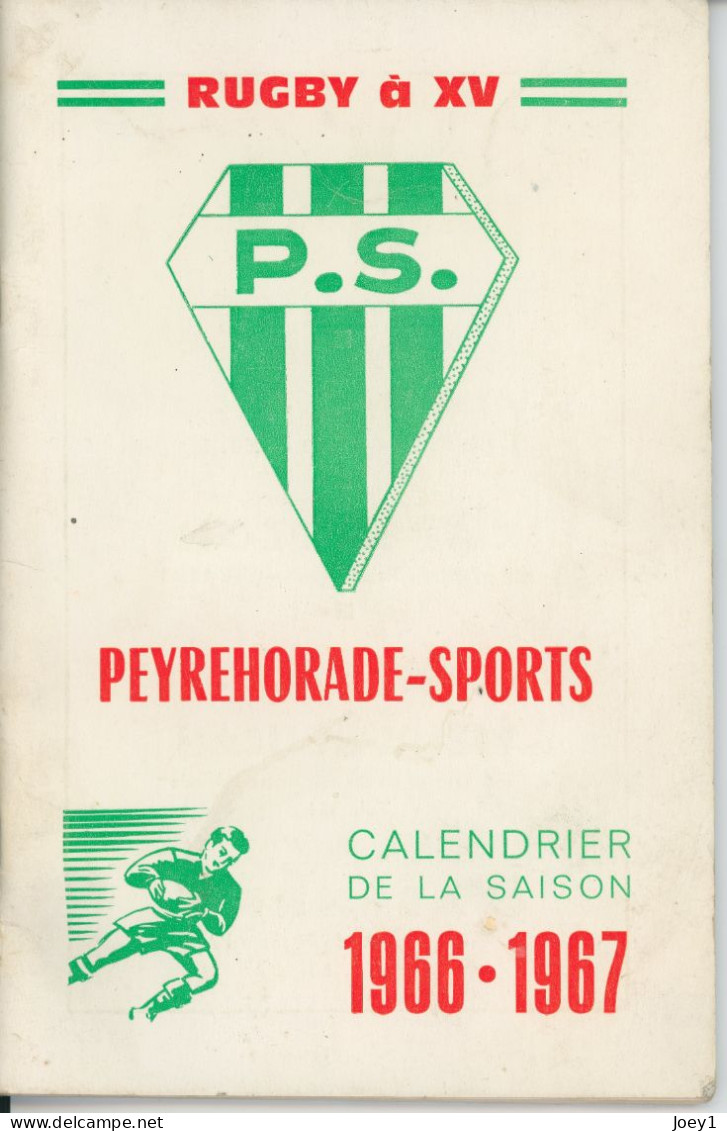 RUGBY à XV
P.S.
PEYREHORADE-SPORTS
CALENDRIER
DE LA SAISON
1966 • 1967
www.delcampe.net
Joey1